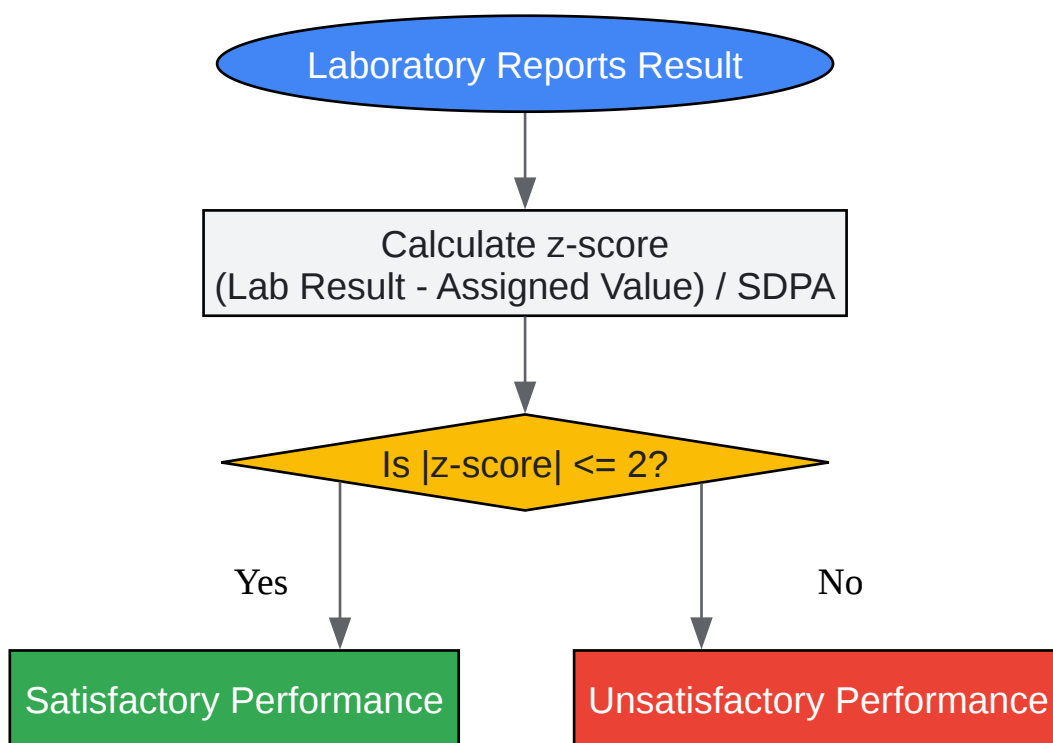 Laboratory Reports Result
Calculate z-score
(Lab Result - Assigned Value) / SDPA
Is |z-score| <= 2?
Yes
No
Satisfactory Performance
Unsatisfactory Performance